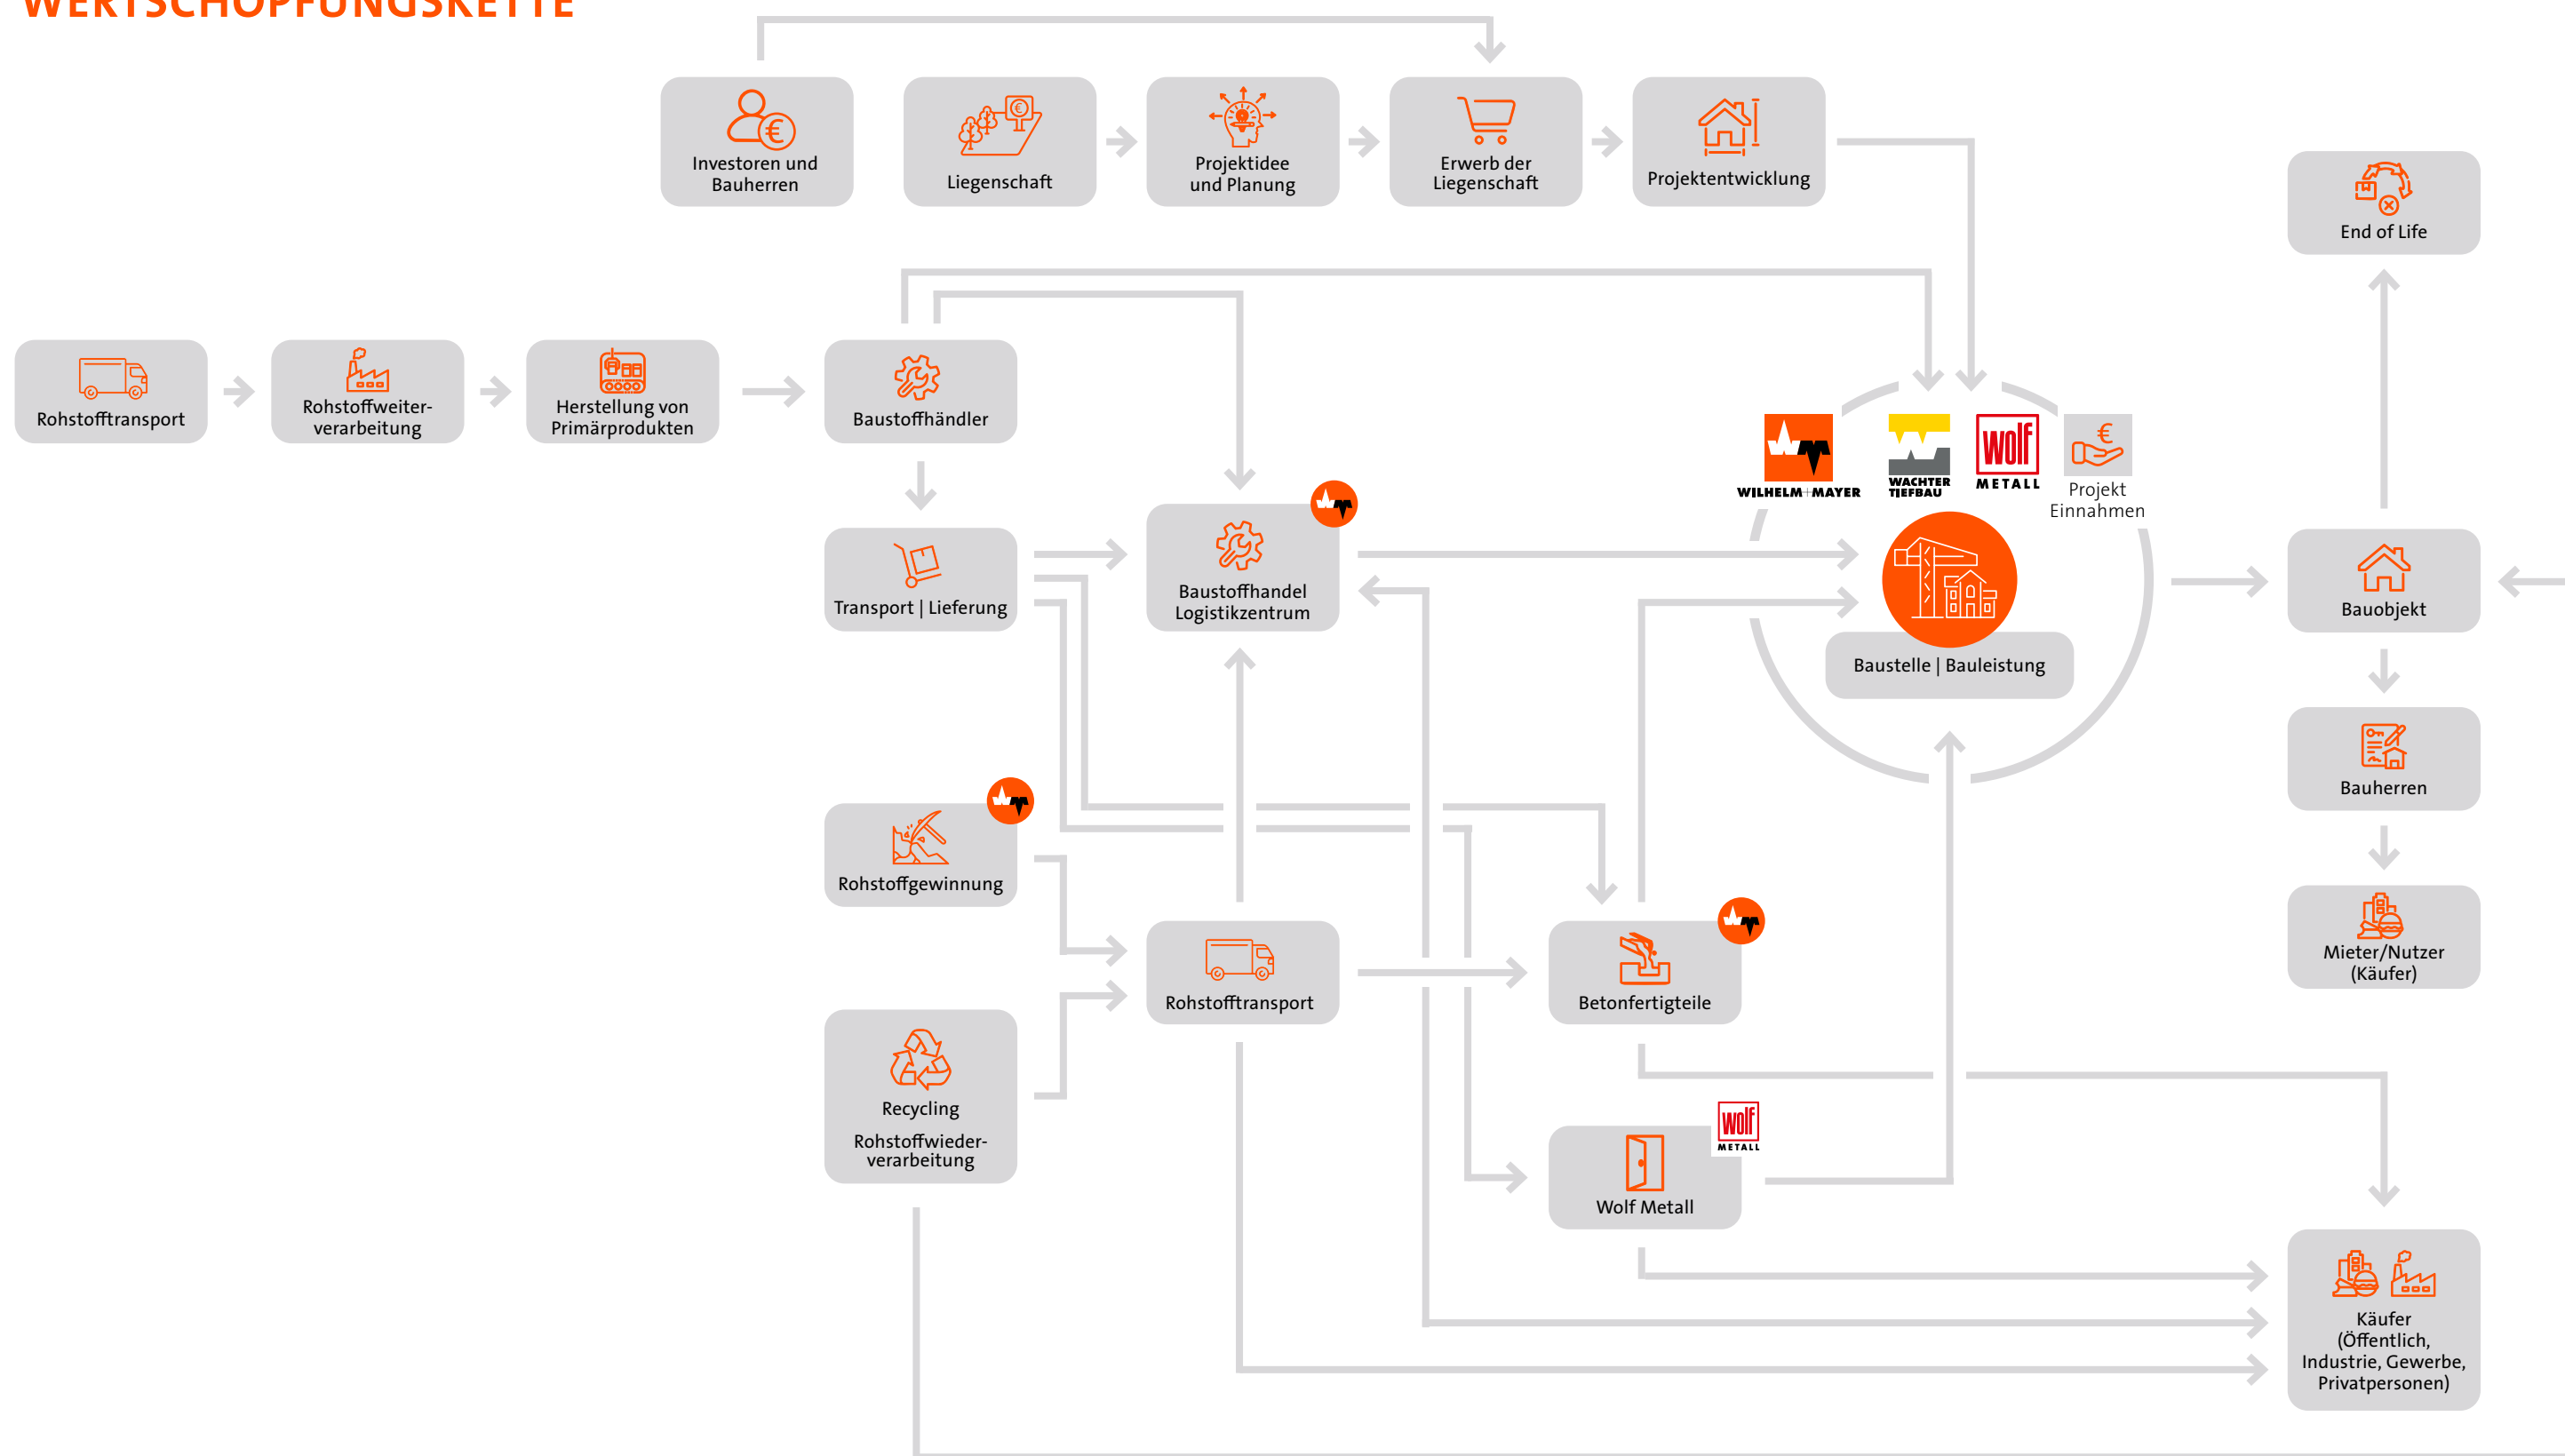 WERTSCHÖPFUNGSKETTE
Investoren und
Bauherren
Liegenschaft
Projektidee
und Planung
Erwerb der
Liegenschaft
Projektentwicklung
End of Life
Rohstofftransport
Rohstoffweiter-
verarbeitung
Herstellung von
Primärprodukten
Baustoffhändler
WILHELM+MAYER
WACHTER
TIEFBAU
wolf
METALL
Projekt
Einnahmen
Transport | Lieferung
Baustoffhandel
Logistikzentrum
Baustelle | Bauleistung
Bauobjekt
Bauherren
Rohstoffgewinnung
Mieter/Nutzer
(Käufer)
Rohstofftransport
Betonfertigteile
Recycling
Rohstoffwieder-
verarbeitung
wolf
METALL
Wolf Metall
Käufer
(Öffentlich,
Industrie, Gewerbe,
Privatpersonen)